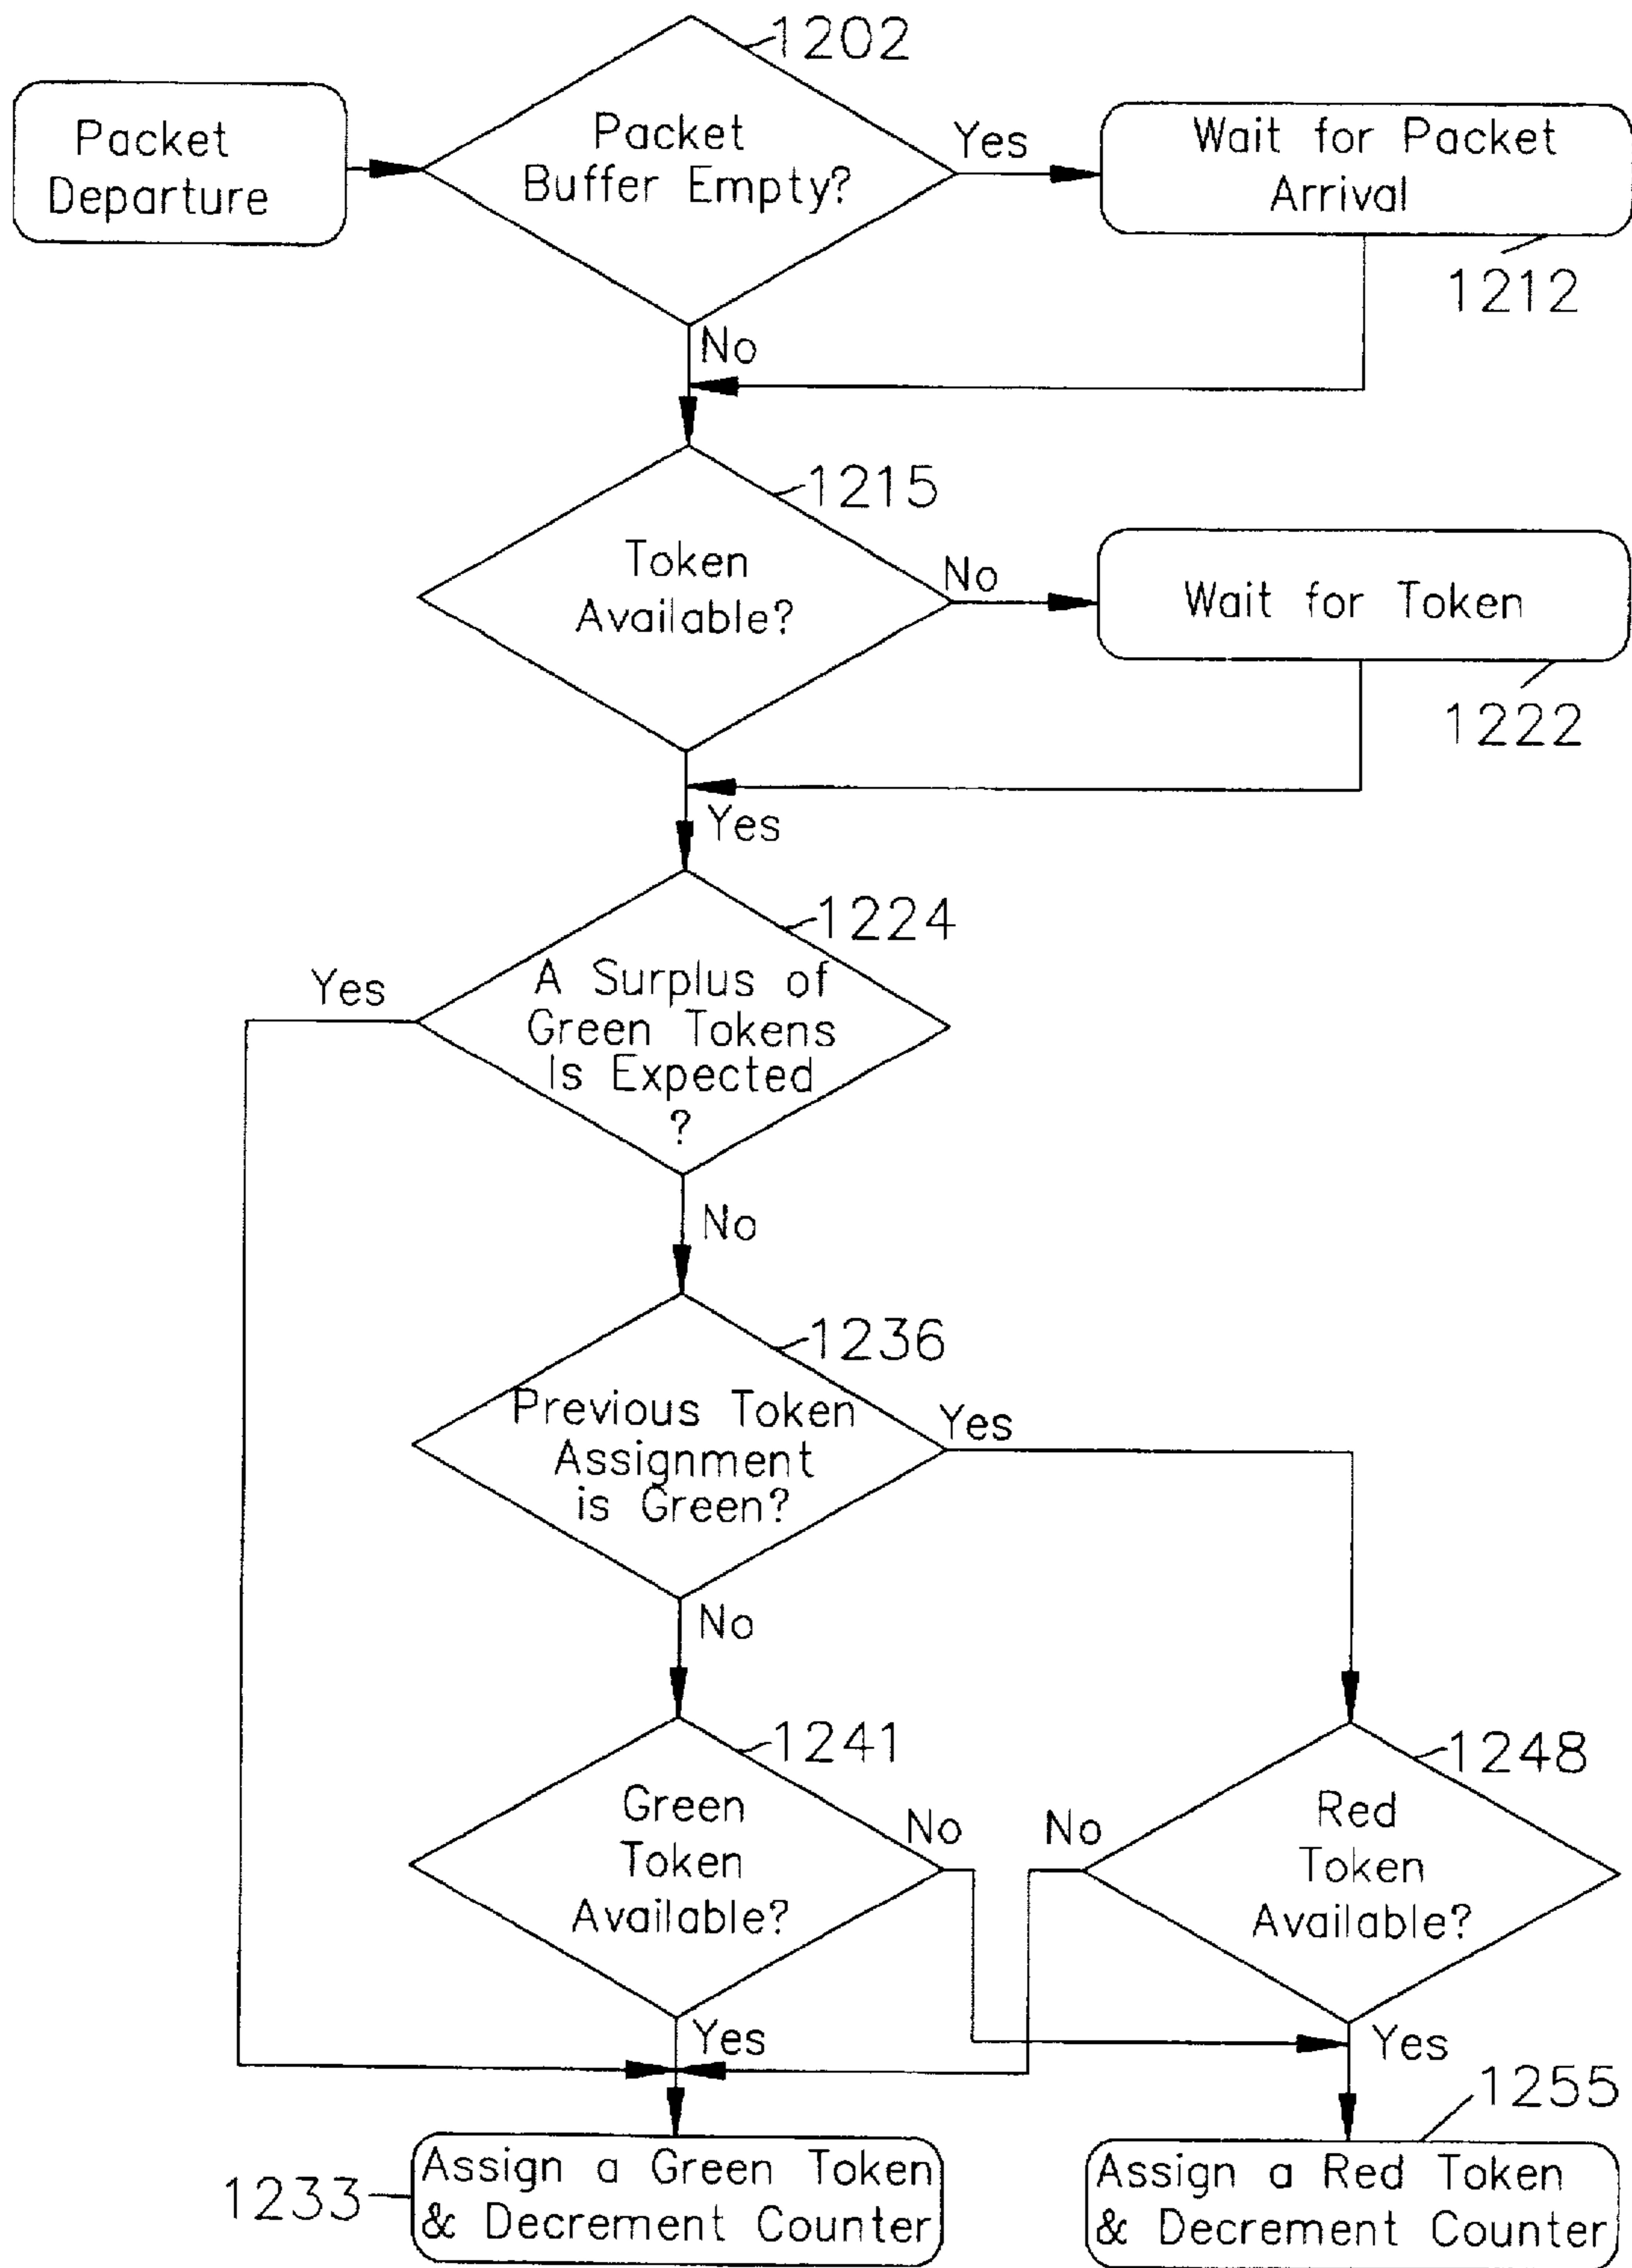 1202
Packet
Departure
Packet
Buffer Empty?
Yes
Wait for Packet
Arrival
1212
No
1215
Token
Available?
No
Wait for Token
1222
Yes
1224
Yes
A Surplus of
Green Tokens
Is Expected
?
No
1236
Previous Token
Assignment
is Green?
Yes
No
1241
Green
Token
Available?
No
1248
Red
Token
Available?
No
Yes
Yes
1255
1233
Assign a Green Token
& Decrement Counter
Assign a Red Token
& Decrement Counter